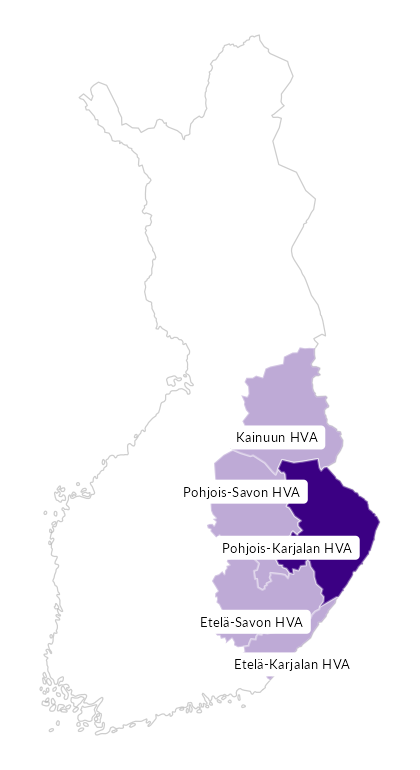 Kainuun HVA
Pohjois-Savon HVA
Pohjois-Karjalan HVA
Etelä-Savon HVA
Etelä-Karjalan HVA